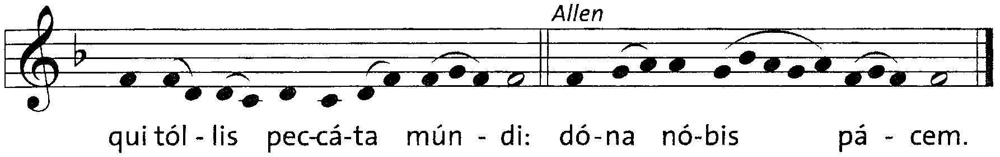 Allen
qui tól - lis pec-cá-ta mún - di: dó-na nó-bis pá - cem.